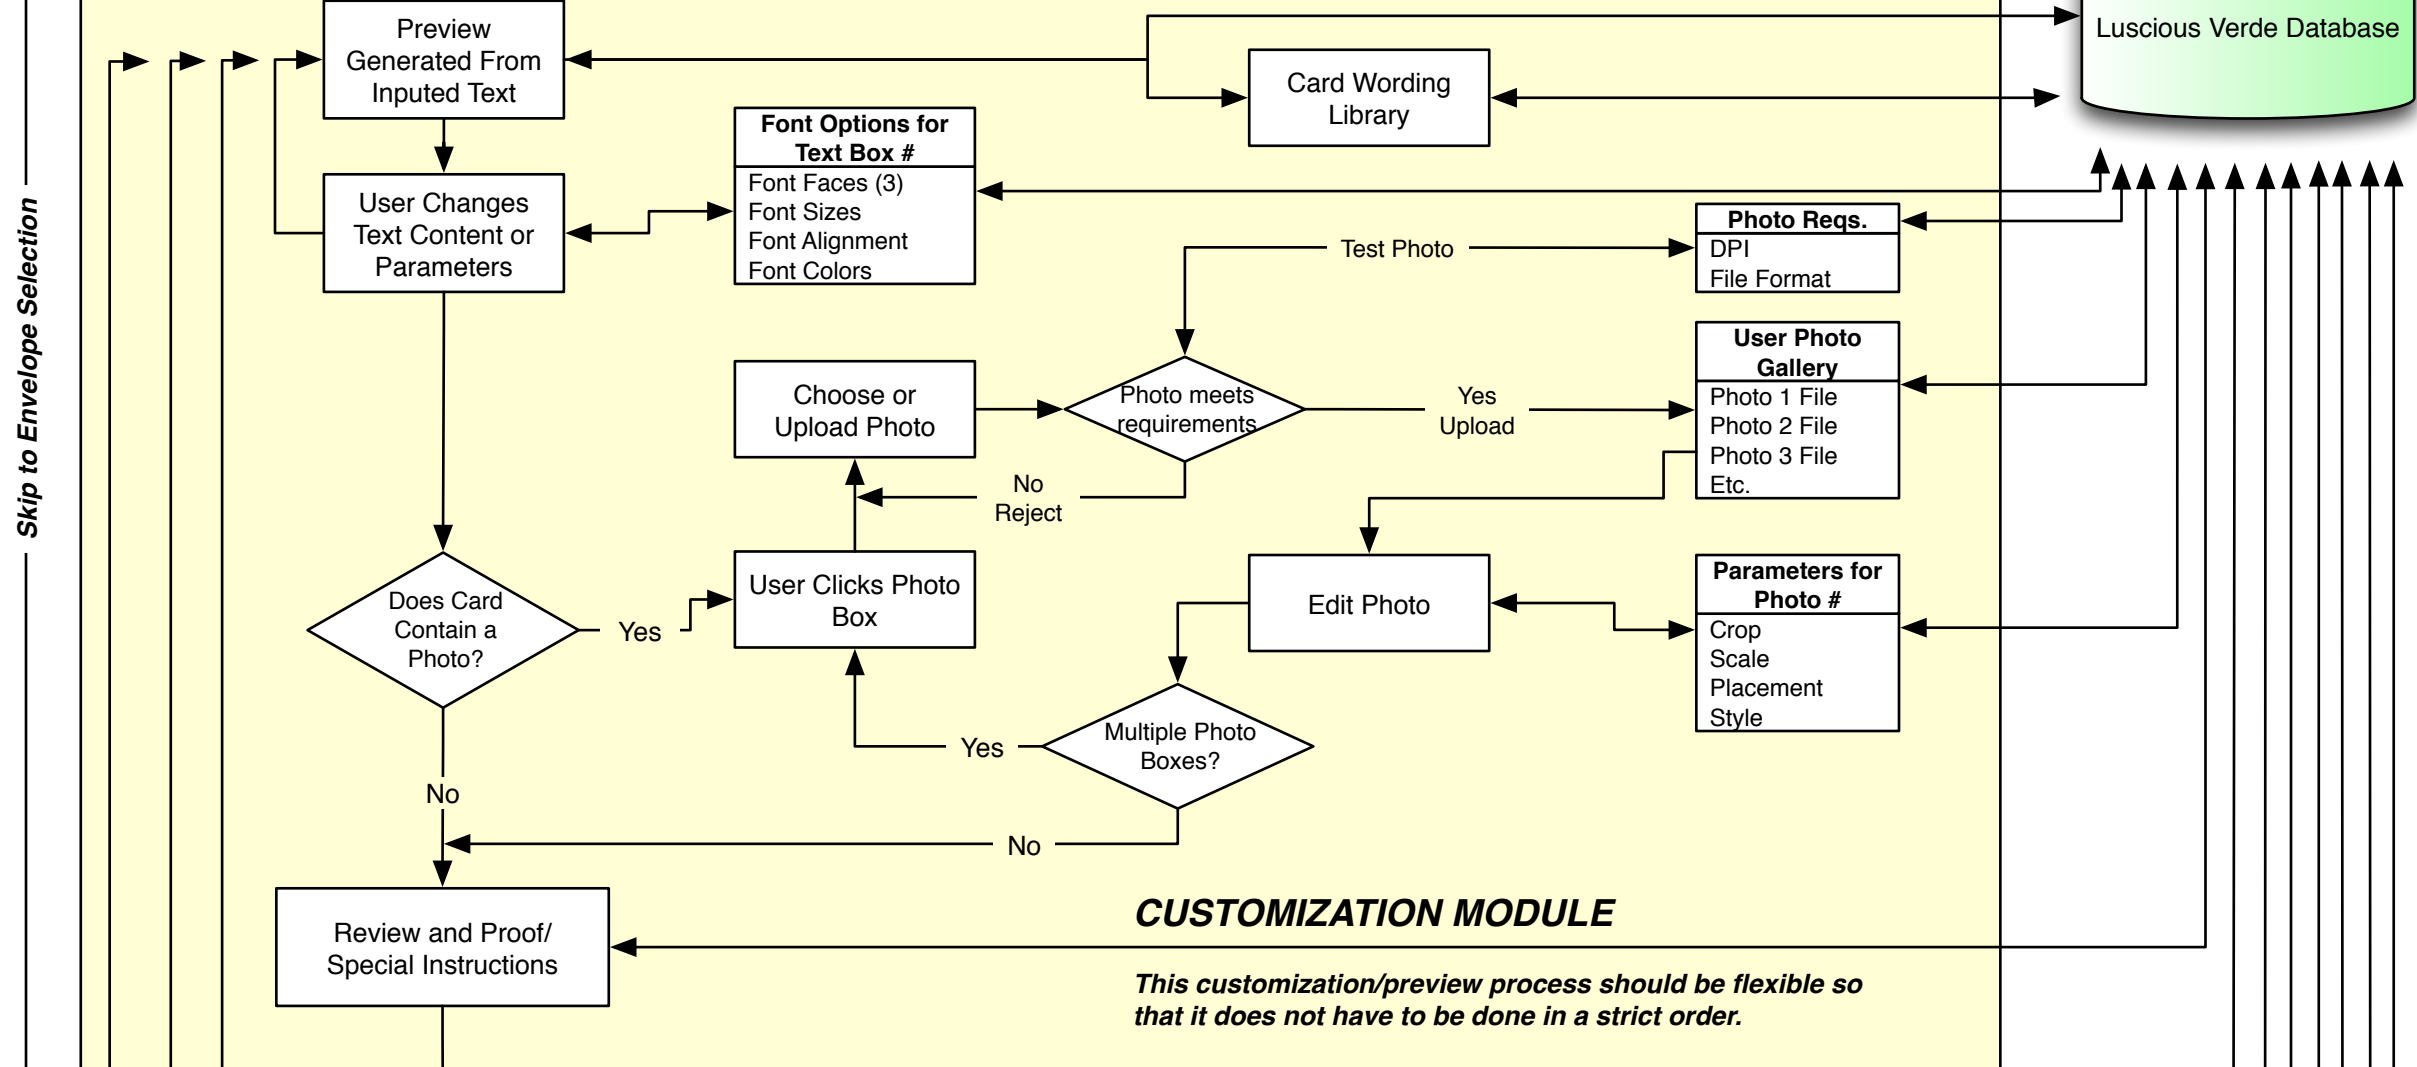 Preview
Generated From
Inputed Text
Luscious Verde Database
Card Wording
Library
Font Options for
Text Box #
Font Faces (3)
Font Sizes
Font Alignment
Font Colors
User Changes
Text Content or
Parameters
Skip to Envelope Selection
Test Photo
Photo Reqs.
DPI
File Format
Choose or
Upload Photo
Photo meets
requirements
Yes
Upload
User Photo
Gallery
Photo 1 File
Photo 2 File
Photo 3 File
Etc.
No
Reject
Does Card
Contain a
Photo?
Yes
User Clicks Photo
Box
Edit Photo
Parameters for
Photo #
Crop
Scale
Placement
Style
Multiple Photo
Boxes?
Yes
No
No
Review and Proof/
Special Instructions
CUSTOMIZATION MODULE
This customization/preview process should be flexible so
that it does not have to be done in a strict order.